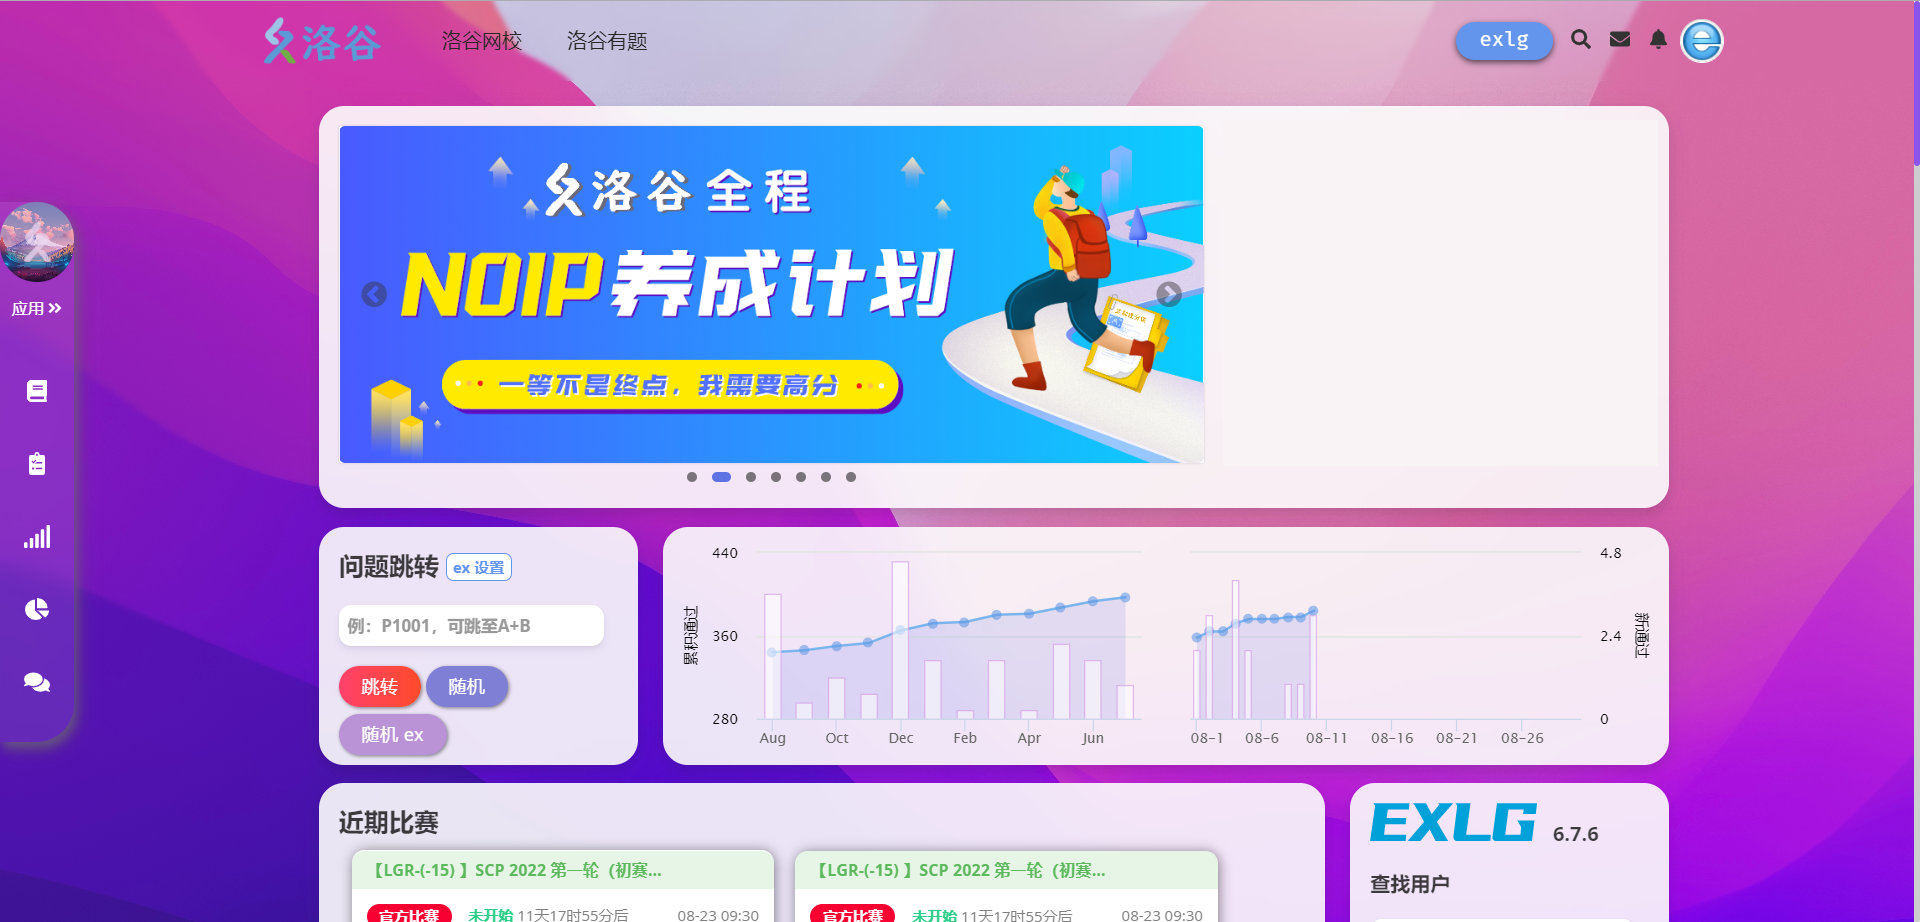 洛谷
洛谷网校
洛谷有题
exlg
应用
洛谷全程
NOIP养成计划
一等不是终点，我需要高分
问题跳转
ex 设置
例：P1001，可跳至A+B
跳转
随机
随机 ex
440
360
280
累积通过
Aug
Oct
Dec
Feb
Apr
Jun
4.8
2.4
0
新通过
08-1
08-6
08-11
08-16
08-21
08-26
近期比赛
【LGR-(-15) 】SCP 2022 第一轮（初赛...
官方比赛 未开始 11天17时55分后 08-23 09:30
【LGR-(-15) 】SCP 2022 第一轮（初赛...
官方比赛 未开始 11天17时55分后 08-23 09:30
EXLG 6.7.6
查找用户